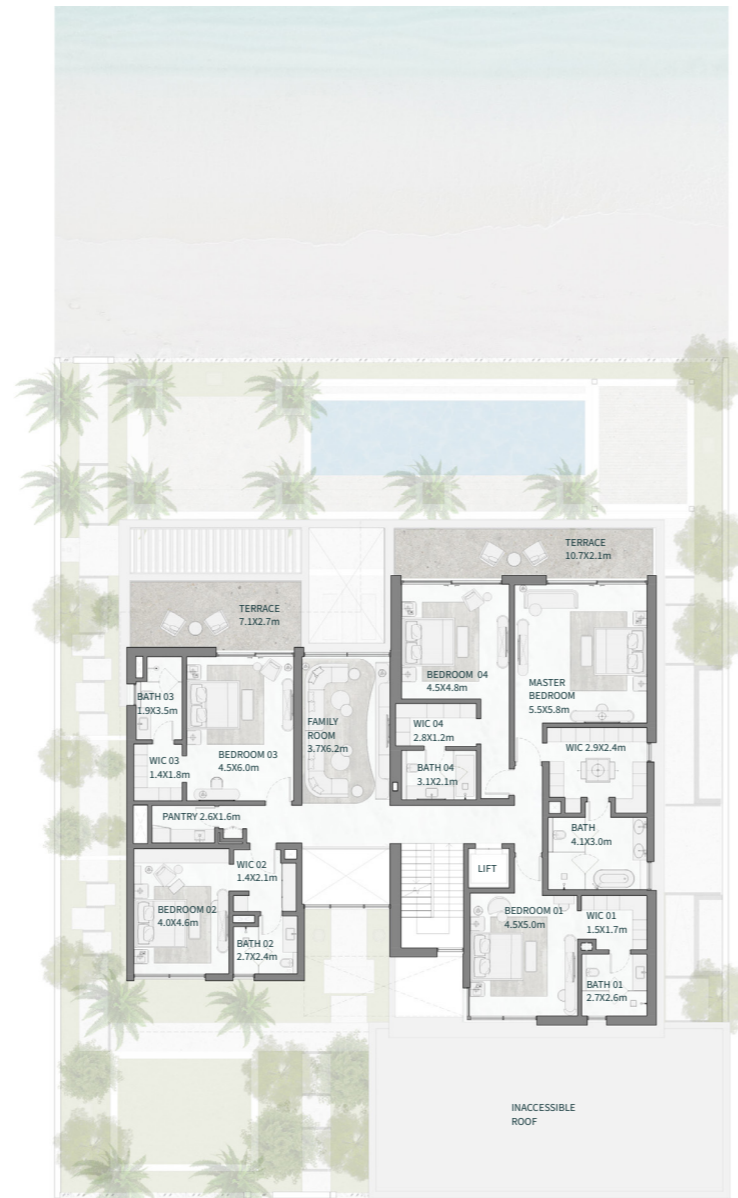 TERRACE
10.7X2.1m
TERRACE
7.1X2.7m
BEDROOM 04
4.5X4.8m
MASTER
BEDROOM
5.5X5.8m
BATH 03
1.9X3.5m
FAMILY
ROOM
3.7X6.2m
WIC 04
2.8X1.2m
WIC 2.9X2.4m
BEDROOM 03
4.5X6.0m
WIC 03
1.4X1.8m
BATH 04
3.1X2.1m
PANTRY 2.6X1.6m
BATH
4.1X3.0m
WIC 02
1.4X2.1m
LIFT
BEDROOM 02
4.0X4.6m
BEDROOM 01
4.5X5.0m
WIC 01
1.5X1.7m
BATH 02
2.7X2.4m
BATH 01
2.7X2.6m
INACCESSIBLE
ROOF